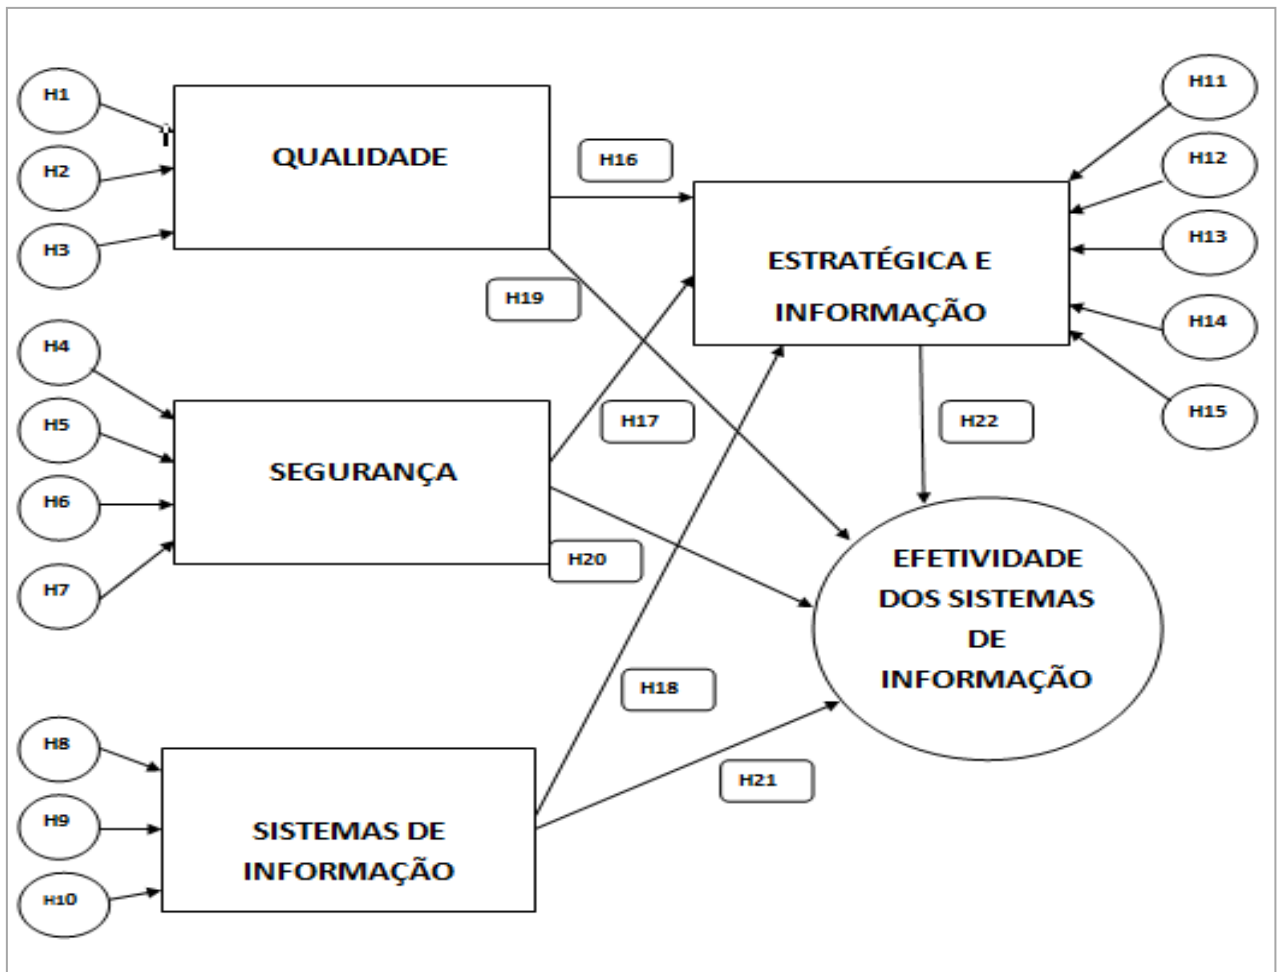 H1
H2
H3
QUALIDADE
H16
H19
H11
H12
H13
H14
H15
ESTRATÉGICA E
INFORMAÇÃO
H4
H5
H6
H7
SEGURANÇA
H17
H22
H20
EFETIVIDADE
DOS SISTEMAS
DE
INFORMAÇÃO
H18
H21
H8
H9
H10
SISTEMAS DE
INFORMAÇÃO